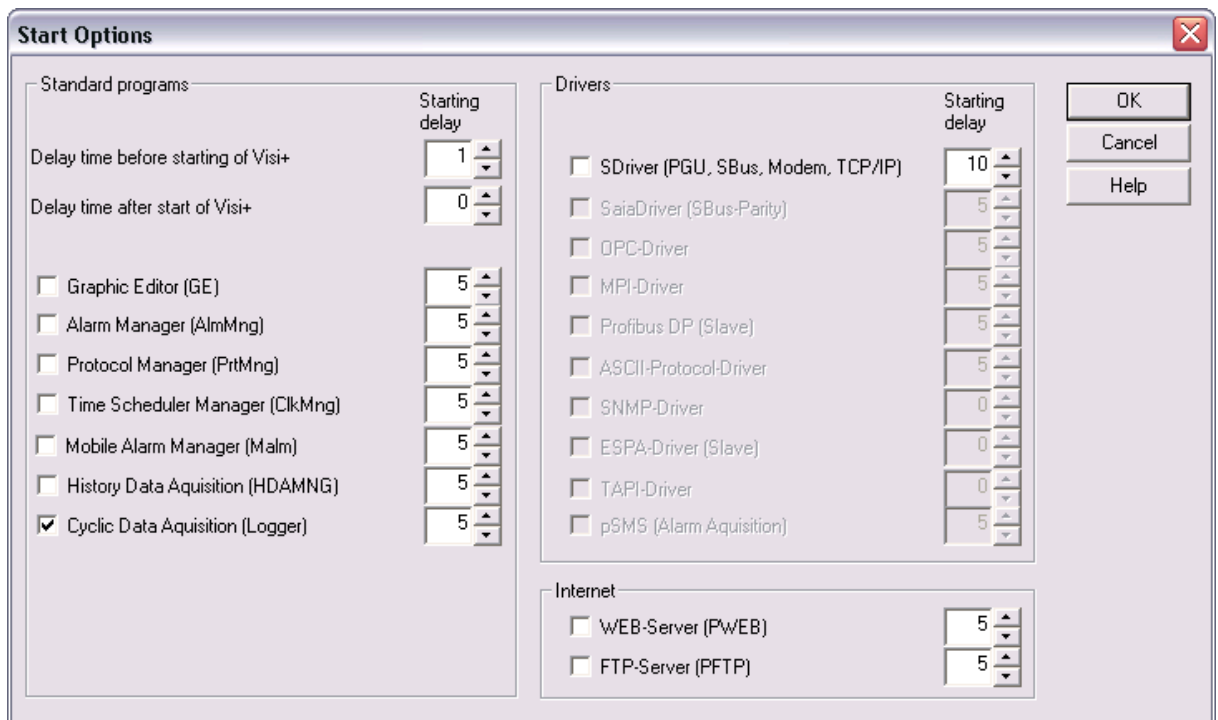 Start Options
Standard programs
Starting
delay
Delay time before starting of Visi+ 1
Delay time after start of Visi+ 0
Graphic Editor (GE) 5
Alarm Manager (AlmMng) 5
Protocol Manager (PrtMng) 5
Time Scheduler Manager (ClkMng) 5
Mobile Alarm Manager (Malm) 5
History Data Aquisition (HDAMNG) 5
Cyclic Data Aquisition (Logger) 5
Drivers
Starting
delay
SDriver (PGU, SBus, Modem, TCP/IP) 10
SaiaDriver (SBus-Parity) 5
OPC-Driver 5
MPI-Driver 5
Profibus DP (Slave) 5
ASCII-Protocol-Driver 5
SNMP-Driver 0
ESPA-Driver (Slave) 0
TAPI-Driver 0
pSMS (Alarm Aquisition) 5
Internet
WEB-Server (PWEB) 5
FTP-Server (PFTP) 5
OK
Cancel
Help